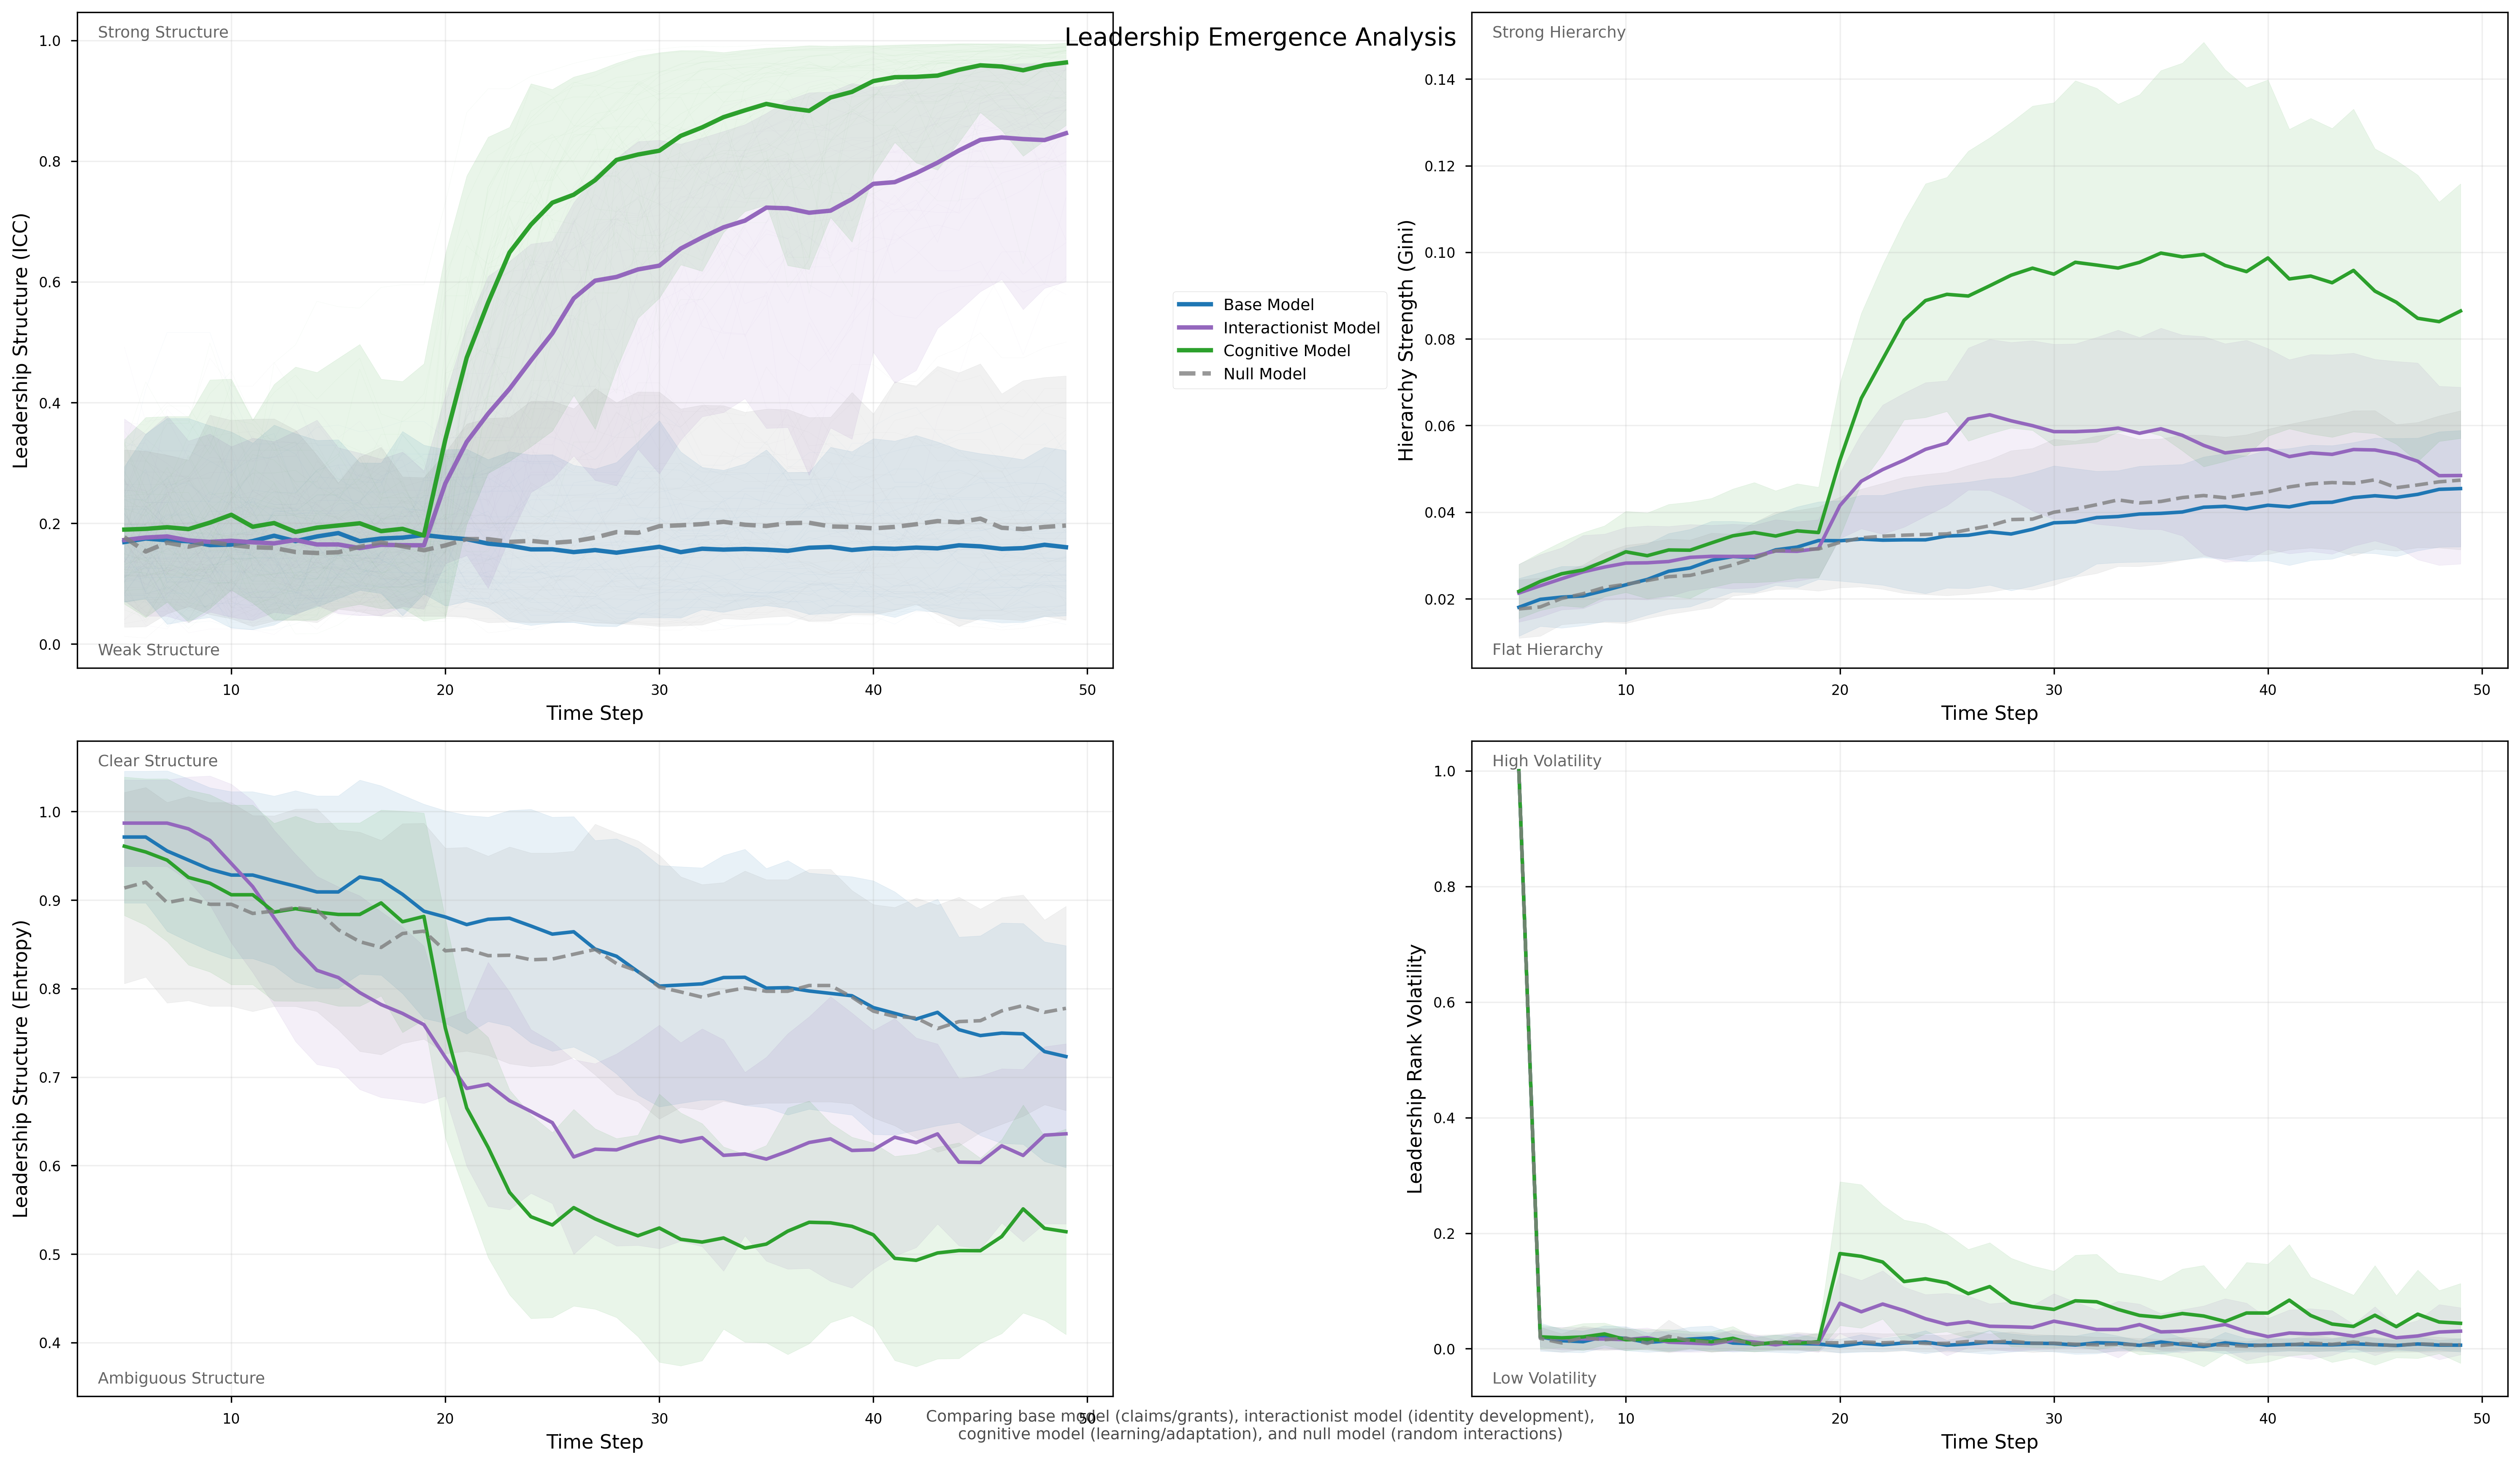 Leadership Emergence Analysis
Strong Structure
1.0
0.8
0.6
0.4
0.2
0.0
Leadership Structure (ICC)
Weak Structure
10
20
30
40
50
Time Step
Base Model
Interactionist Model
Cognitive Model
Null Model
Strong Hierarchy
0.14
0.12
0.10
0.08
0.06
0.04
0.02
Hierarchy Strength (Gini)
Flat Hierarchy
10
20
30
40
50
Time Step
Clear Structure
1.0
0.9
0.8
0.7
0.6
0.5
0.4
Leadership Structure (Entropy)
Ambiguous Structure
10
20
30
40
50
Time Step
High Volatility
1.0
0.8
0.6
0.4
0.2
0.0
Leadership Rank Volatility
Low Volatility
10
20
30
40
50
Time Step
Comparing base model (claims/grants), interactionist model (identity development),
cognitive model (learning/adaptation), and null model (random interactions)